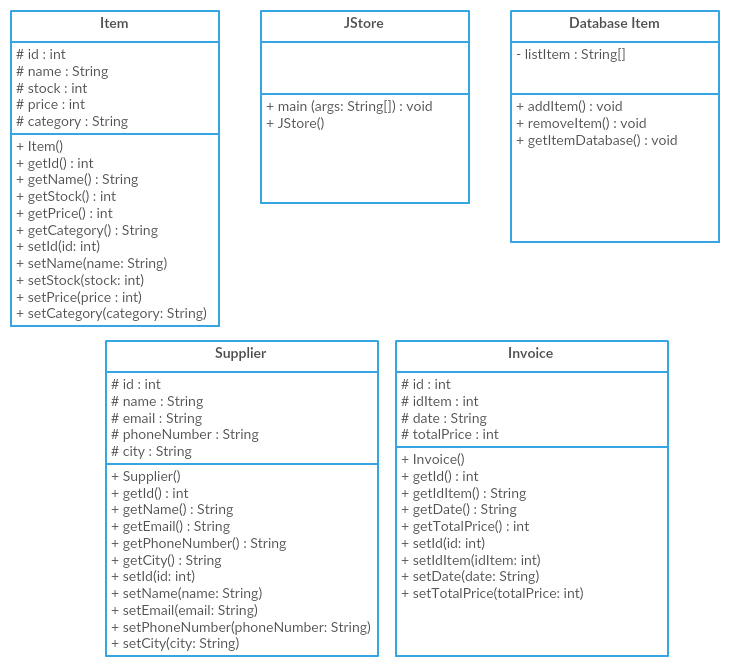 Item
# id : int
# name : String
# stock : int
# price : int
# category : String
+ Item()
+ getId() : int
+ getName() : String
+ getStock() : int
+ getPrice() : int
+ getCategory() : String
+ setId(id: int)
+ setName(name: String)
+ setStock(stock: int)
+ setPrice(price : int)
+ setCategory(category: String)
JStore
+ main (args: String[]) : void
+ JStore()
Database Item
- listItem : String[]
+ addItem() : void
+ removeItem() : void
+ getItemDatabase() : void
Supplier
# id : int
# name : String
# email : String
# phoneNumber : String
# city : String
+ Supplier()
+ getId() : int
+ getName() : String
+ getEmail() : String
+ getPhoneNumber() : String
+ getCity() : String
+ setId(id: int)
+ setName(name: String)
+ setEmail(email: String)
+ setPhoneNumber(phoneNumber: String)
+ setCity(city: String)
Invoice
# id : int
# idItem : int
# date : String
# totalPrice : int
+ Invoice()
+ getId() : int
+ getIdItem() : String
+ getDate() : String
+ getTotalPrice() : int
+ setId(id: int)
+ setIdItem(idItem: int)
+ setDate(date: String)
+ setTotalPrice(totalPrice: int)